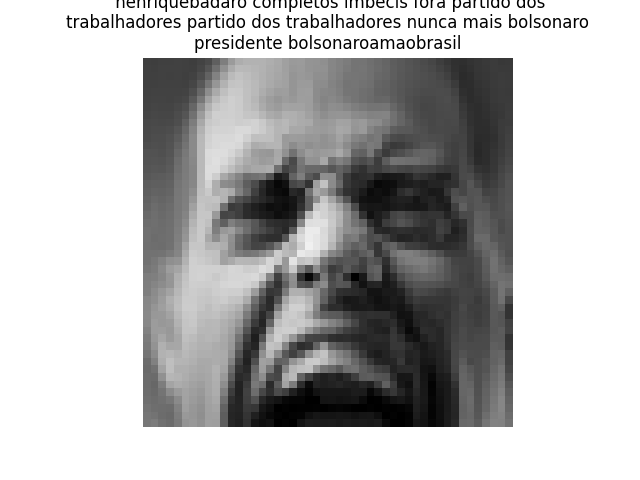 henriquebadaro completos imbecis fora partido dos
trabalhadores partido dos trabalhadores nunca mais bolsonaro
presidente bolsonaroamaobrasil